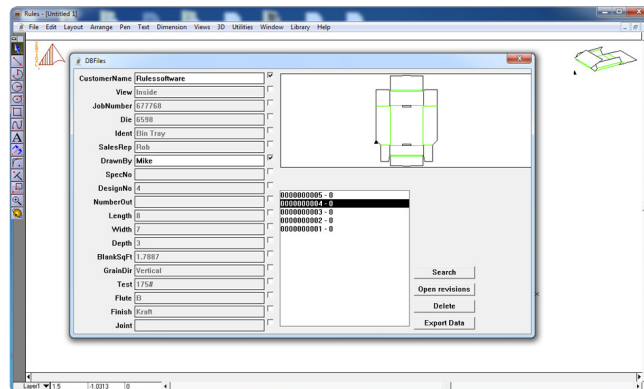 Rules - [Untitled 1]
File Edit Layout Arrange Pen Text Dimension Views 3D Utilities Window Library Help
DBFiles
CustomerName Rulessoftware
View Inside
JobNumber 677768
Die 6598
Ident Bin Tray
SalesRep Rob
DrawnBy Mike
SpecNo
DesignNo 4
NumberOut
Length 8
Width 7
Depth 3
BlankSqFt 1.7887
GrainDir Vertical
Test 175#
Flute B
Finish Kraft
Joint
0000000005 - 0
0000000004 - 0
0000000003 - 0
0000000002 - 0
0000000001 - 0
Search
Open revisions
Delete
Export Data
Layer1 1.5 -1.0313 0